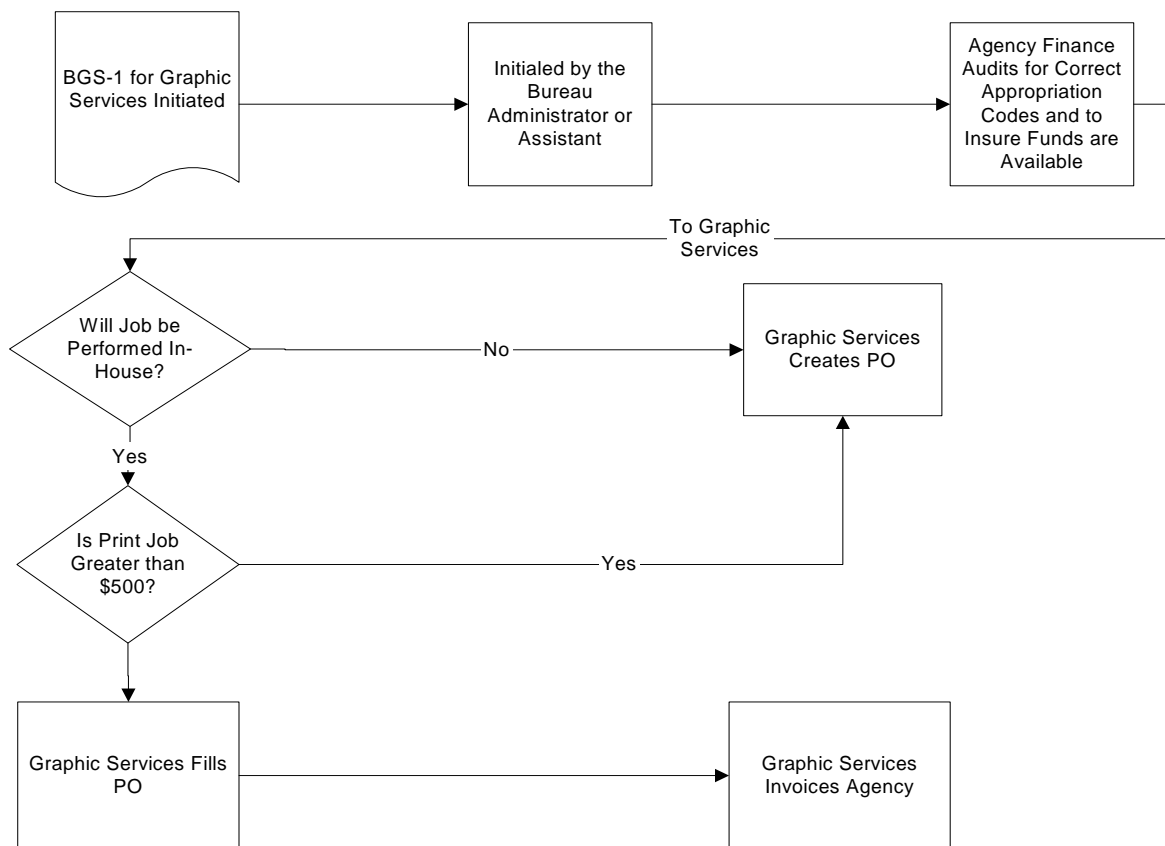 BGS-1 for Graphic
Services Initiated
Initialed by the
Bureau
Administrator or
Assistant
Agency Finance
Audits for Correct
Appropriation
Codes and to
Insure Funds are
Available
To Graphic
Services
Will Job be
Performed In-
House?
No
Graphic Services
Creates PO
Yes
Is Print Job
Greater than
$500?
Yes
Graphic Services Fills
PO
Graphic Services
Invoices Agency